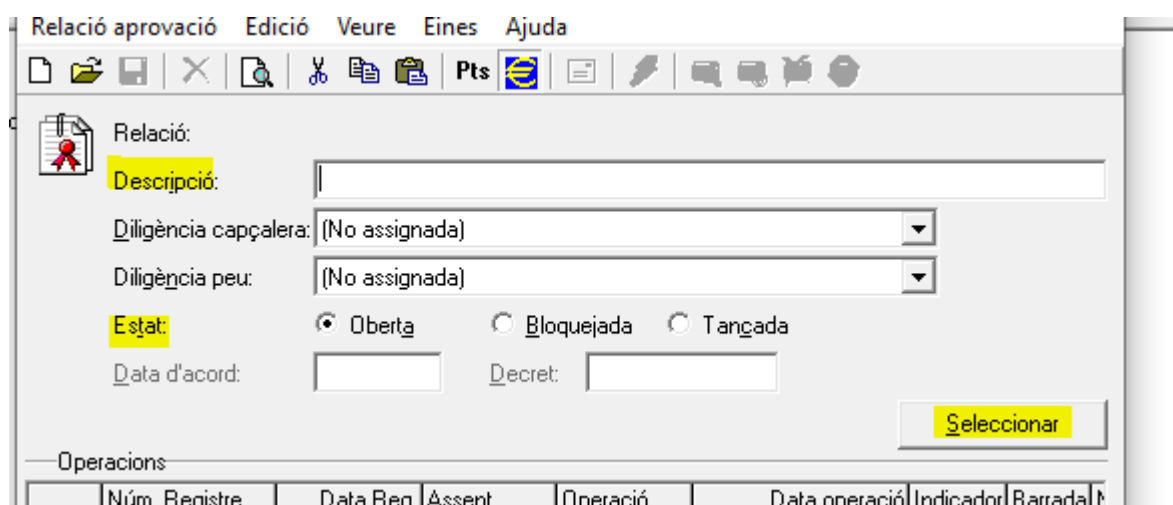 Relació aprovació Edició Veure Eines Ajuda
Pts
Relació:
Descripció:
Diligència capçalera: (No assignada)
Diligència peu: (No assignada)
Estat: Oberta Bloquejada Tancada
Data d'acord: Decret:
Seleccionar
Operacions
Núm. Registre Data Reg Assent. Operació Data operació Indicador Barrada